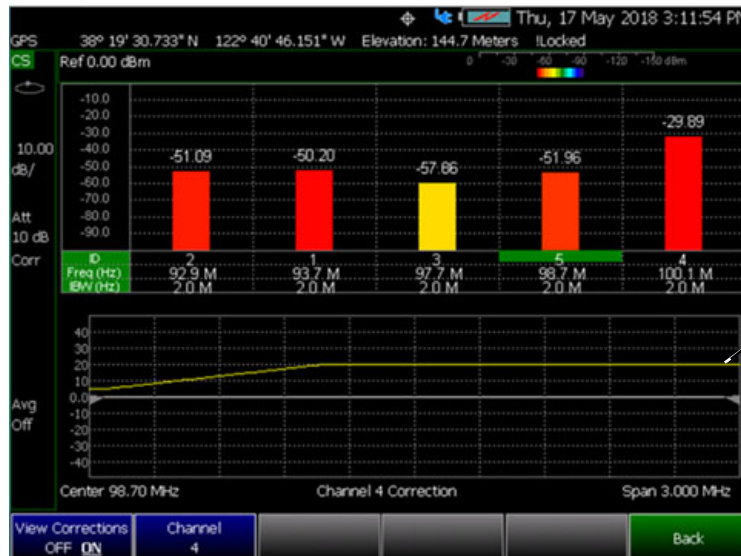 Thu, 17 May 2018 3:11:54 PM
GPS 38º 19' 30.733" N 122º 40' 46.151" W Elevation: 144.7 Meters !Locked
CS Ref 0.00 dBm 0 -30 -60 -90 -120 -150 dBm
-10.0
-20.0
-29.89
-30.0
10.00 -40.0
-51.09 -50.20 -51.96
dB/ -50.0
-57.86
-60.0
-70.0
Att -80.0
10 dB -90.0
Corr ID 2 1 3 5 4
Freq (Hz) 92.9 M 93.7 M 97.7 M 98.7 M 100.1 M
IBW (Hz) 2.0 M 2.0 M 2.0 M 2.0 M 2.0 M
40
30
20
10
Avg 0.0
Off -10
-20
-30
-40
Center 98.70 MHz Channel 4 Correction Span 3.000 MHz
View Corrections Channel
OFF ON 4 Back